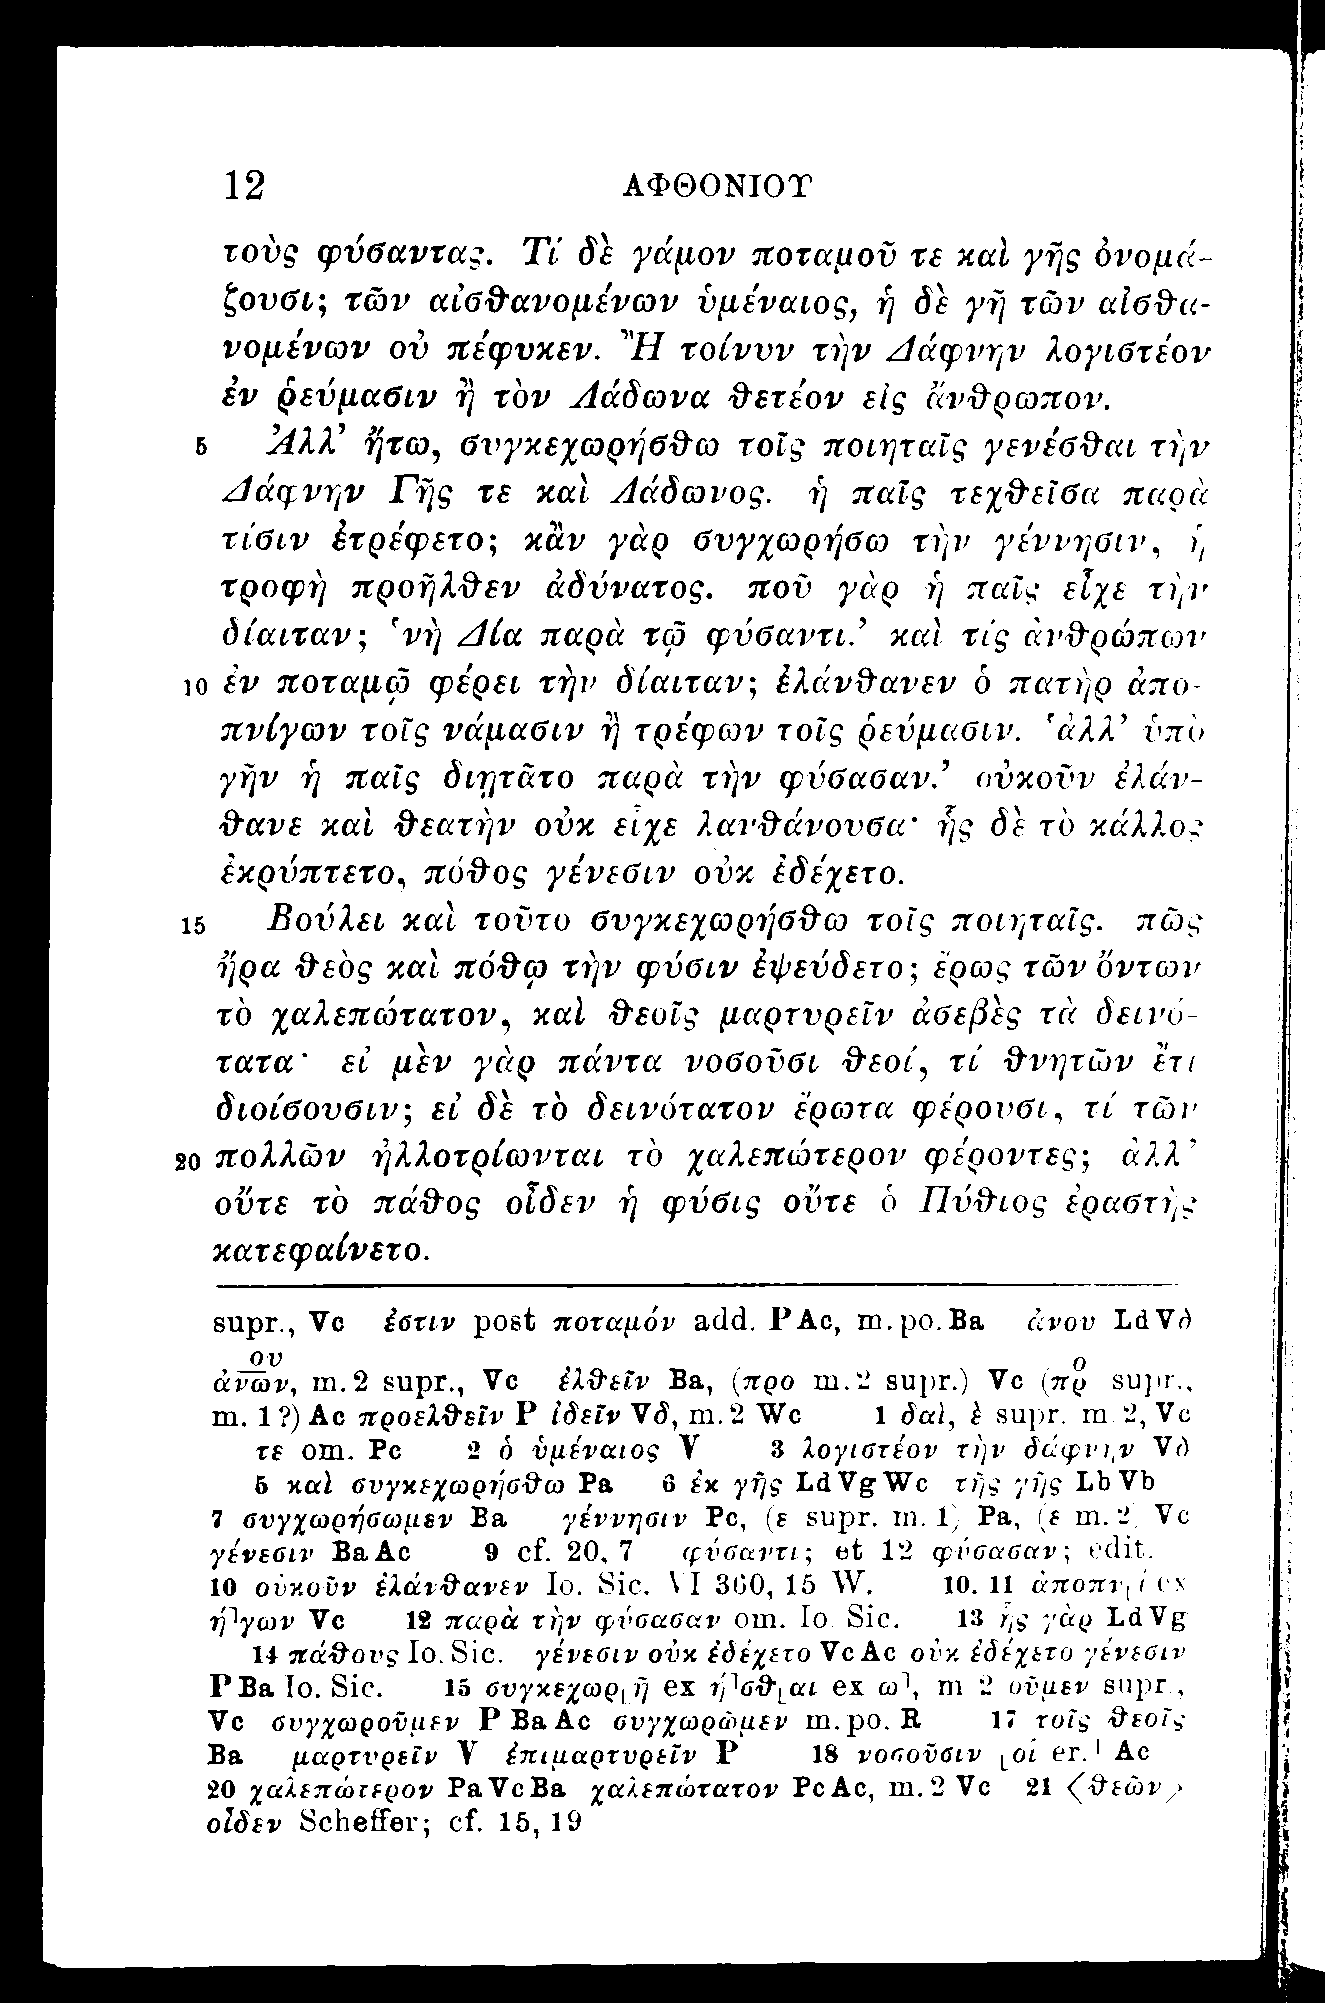 12 ΑΦΘΟΝΙΟΥ
τοὺς φύσαντας. Τί δὲ γάμον ποταμοῦ τε καὶ γῆς ὀνομά-
ζουσι; τῶν αἰσθανομένων ὑμέναιος, ἡ δὲ γῆ τῶν αἰσθα-
νομένων οὐ πέφυκεν. Ἢ τοίνυν τὴν Δάφνην λογιστέον
ἐν ῥεύμασιν ἢ τὸν Λάδωνα θετέον εἰς ἄνθρωπον.
5 Ἀλλ’ ἤτω, συγκεχωρήσθω τοῖς ποιηταῖς γενέσθαι τὴν
Δάφνην Γῆς τε καὶ Λάδωνος. ἡ παῖς τεχθεῖσα παρὰ
τίσιν ἐτρέφετο; κἂν γὰρ συγχωρήσω τὴν γέννησιν, ἡ
τροφὴ προῆλθεν ἀδύνατος. ποῦ γὰρ ἡ παῖς εἶχε τὴν
δίαιταν; ‘νὴ Δία παρὰ τῷ φύσαντι.’ καὶ τίς ἀνθρώπων
10 ἐν ποταμῷ φέρει τὴν δίαιταν; ἐλάνθανεν ὁ πατὴρ ἀπο-
πνίγων τοῖς νάμασιν ἢ τρέφων τοῖς ῥεύμασιν. ‘ἀλλ’ ὑπὸ
γῆν ἡ παῖς διῃτᾶτο παρὰ τὴν φύσασαν.’ οὐκοῦν ἐλάν-
θανε καὶ θεατὴν οὐκ εἶχε λανθάνουσα· ἧς δὲ τὸ κάλλος
ἐκρύπτετο, πόθος γένεσιν οὐκ ἐδέχετο.
15 Βούλει καὶ τοῦτο συγκεχωρήσθω τοῖς ποιηταῖς. πῶς
ἤρα θεὸς καὶ πόθῳ τὴν φύσιν ἐψεύδετο; ἔρως τῶν ὄντων
τὸ χαλεπώτατον, καὶ θεοῖς μαρτυρεῖν ἀσεβὲς τὰ δεινό-
τατα· εἰ μὲν γὰρ πάντα νοσοῦσι θεοί, τί θνητῶν ἔτι
διοίσουσιν; εἰ δὲ τὸ δεινότατον ἔρωτα φέρουσι, τί τῶν
20 πολλῶν ἠλλοτρίωνται τὸ χαλεπώτερον φέροντες; ἀλλ’
οὔτε τὸ πάθος οἶδεν ἡ φύσις οὔτε ὁ Πύθιος ἐραστὴς
κατεφαίνετο.
supr., Vc ἐστιν post ποταμόν add. PAc, m. po. Ba ἀνου LdVδ
ου
ἀνων, m. 2 supr., Vc ἐλθεῖν Ba, (προ m. 2 supr.) Vc (πρ<sup>ο</sup> supr.,
m. 1?) Ac προελθεῖν P ἰδεῖν Vδ, m. 2 Wc 1 δαὶ, ἐ supr. m 2, Vc
τε om. Pc 2 ὁ ὑμέναιος V 3 λογιστέον τὴν δάφνην Vδ
5 καὶ συγκεχωρήσθω Pa 6 ἐκ γῆς LdVgWc τῆς γῆς LbVb
7 συγχωρήσωμεν Ba γέννησιν Pc, (ε supr. m. 1) Pa, (ε m. 2) Vc
γένεσιν BaAc 9 cf. 20, 7 φύσαντι; et 12 φύσασαν; edit.
10 οὐκοῦν ἐλάνθανεν Io. Sic. VI 360, 15 W. 10. 11 ἀποπν⌊ί ex
ή⌉γων Vc 12 παρὰ τὴν φύσασαν om. Io. Sic. 13 ἧς γὰρ LdVg
14 πάθους Io. Sic. γένεσιν οὐκ ἐδέχετο VcAc οὐκ ἐδέχετο γένεσιν
PBa Io. Sic. 15 συγκεχωρ⌊ῆ ex ή⌉σθ⌊αι ex ω⌉, m 2 οῦμεν supr.,
Vc συγχωροῦμεν PBaAc συγχωρῶμεν m. po. R 17 τοῖς θεοῖς
Ba μαρτυρεῖν V ἐπιμαρτυρεῖν P 18 νοσοῦσιν ⌊οἱ er.⌉ Ac
20 χαλεπώτερον PaVcBa χαλεπώτατον PcAc, m. 2 Vc 21 〈θεῶν〉
οἶδεν Scheffer; cf. 15, 19